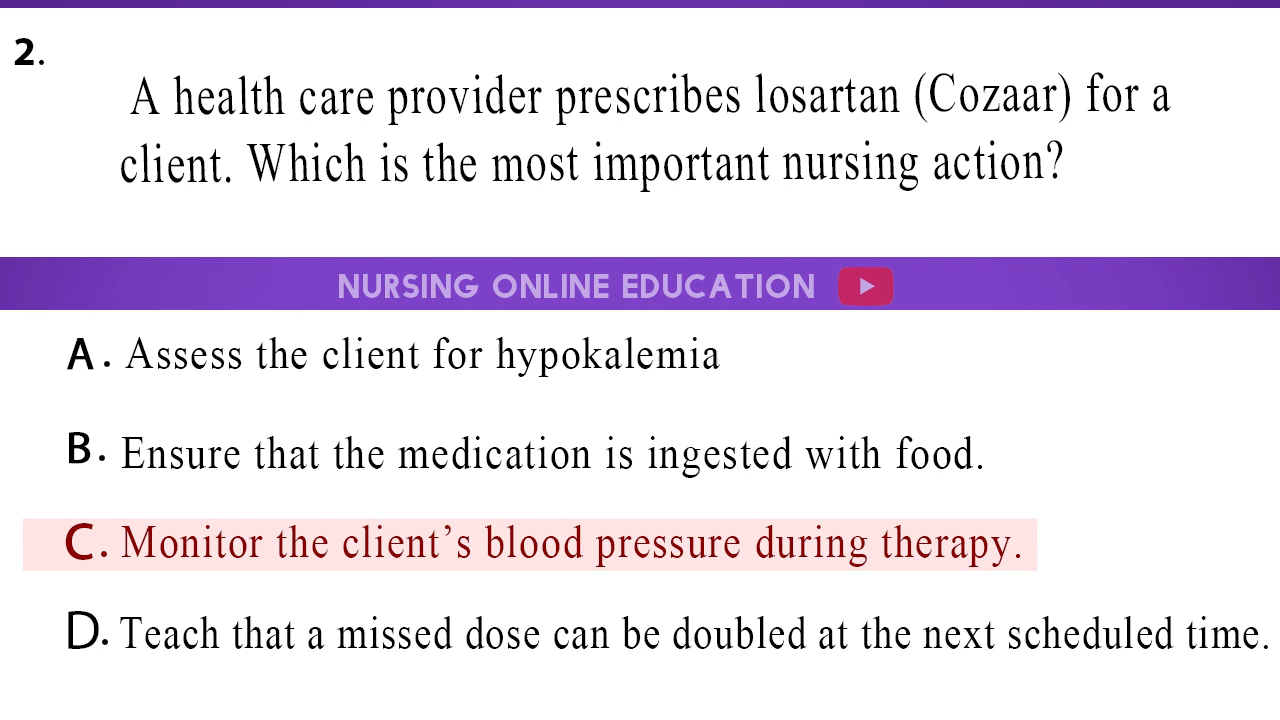 2.
A health care provider prescribes losartan (Cozaar) for a
client. Which is the most important nursing action?
NURSING ONLINE EDUCATION
A. Assess the client for hypokalemia
B. Ensure that the medication is ingested with food.
C. Monitor the client’s blood pressure during therapy.
D. Teach that a missed dose can be doubled at the next scheduled time.